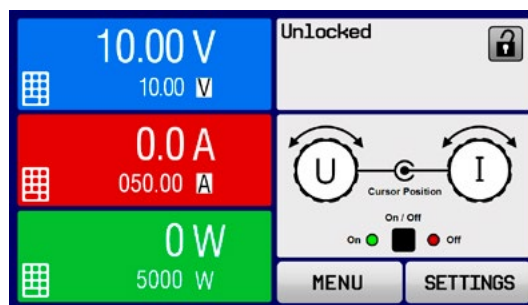 10.00 V
10.00 V
0.0 A
050.00 A
0 W
5000 W
Unlocked
U
I
Cursor Position
On / Off
On
Off
MENU
SETTINGS